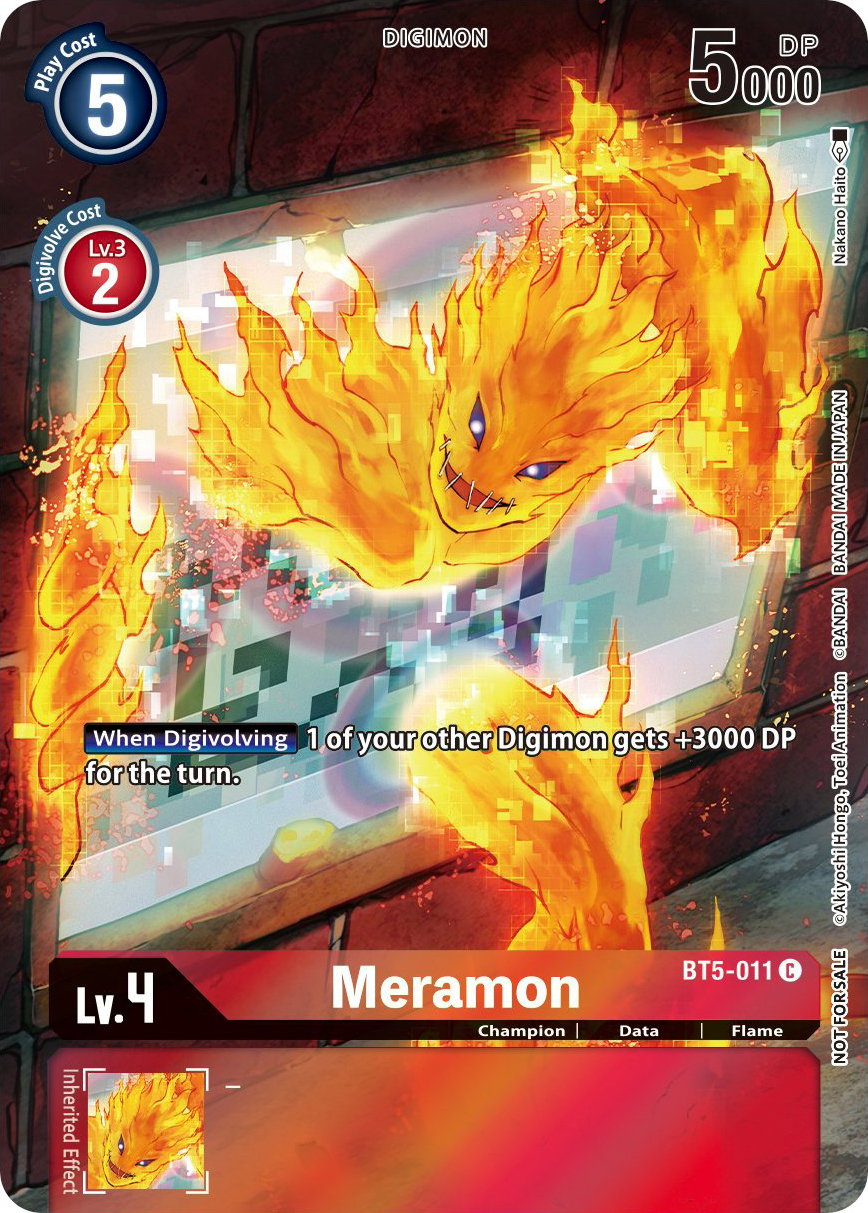 Play Cost
5
DIGIMON
DP
5000
Digivolve Cost
Lv.3
2
Nakano Haito
©Akiyoshi Hongo, Toei Animation ©BANDAI BANDAI MADE IN JAPAN
NOT FOR SALE
When Digivolving 1 of your other Digimon gets +3000 DP
for the turn.
Lv.4
Meramon
BT5-011 C
Champion | Data | Flame
Inherited Effect
–